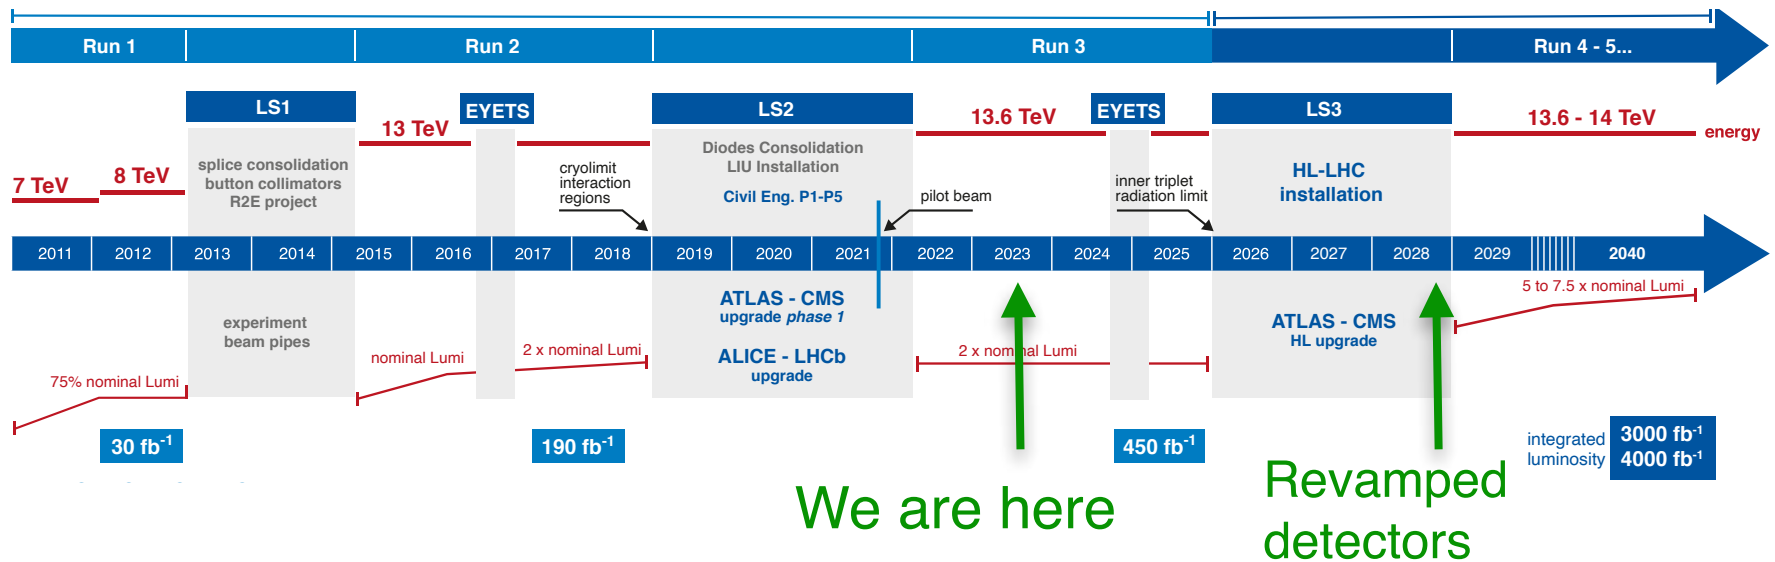 Run 1
Run 2
Run 3
Run 4 - 5...
LS1
EYETS
LS2
EYETS
LS3
13 TeV
13.6 TeV
13.6 - 14 TeV
energy
7 TeV
8 TeV
splice consolidation
button collimators
R2E project
cryolimit
interaction
regions
Diodes Consolidation
LIU Installation
Civil Eng. P1-P5
pilot beam
inner triplet
radiation limit
HL-LHC
installation
2011
2012
2013
2014
2015
2016
2017
2018
2019
2020
2021
2022
2023
2024
2025
2026
2027
2028
2029
2040
5 to 7.5 x nominal Lumi
experiment
beam pipes
ATLAS - CMS
upgrade phase 1
ALICE - LHCb
upgrade
ATLAS - CMS
HL upgrade
75% nominal Lumi
nominal Lumi
2 x nominal Lumi
2 x nominal Lumi
30 fb⁻¹
190 fb⁻¹
450 fb⁻¹
integrated
luminosity
3000 fb⁻¹
4000 fb⁻¹
We are here
Revamped
detectors